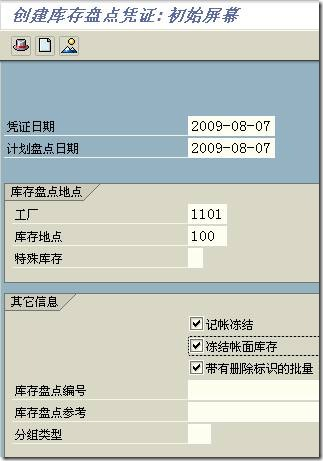 创建库存盘点凭证:初始屏幕
凭证日期 2009-08-07
计划盘点日期 2009-08-07
库存盘点地点
工厂 1101
库存地点 100
特殊库存
其它信息
记帐冻结
冻结帐面库存
带有删除标识的批量
库存盘点编号
库存盘点参考
分组类型